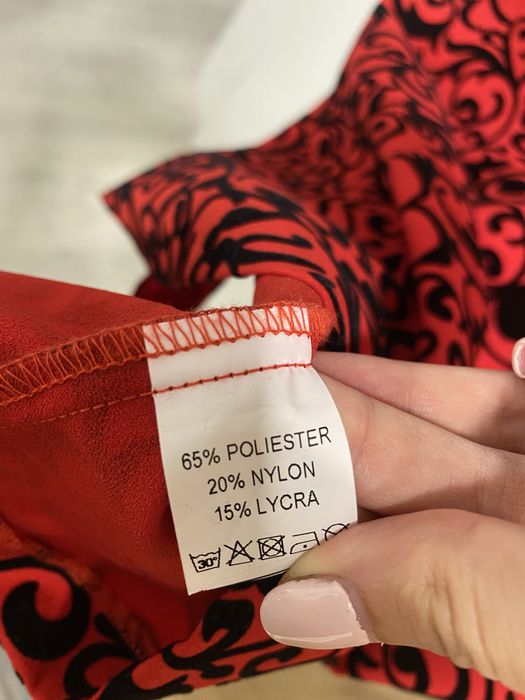 65% POLIESTER
20% NYLON
15% LYCRA
30°